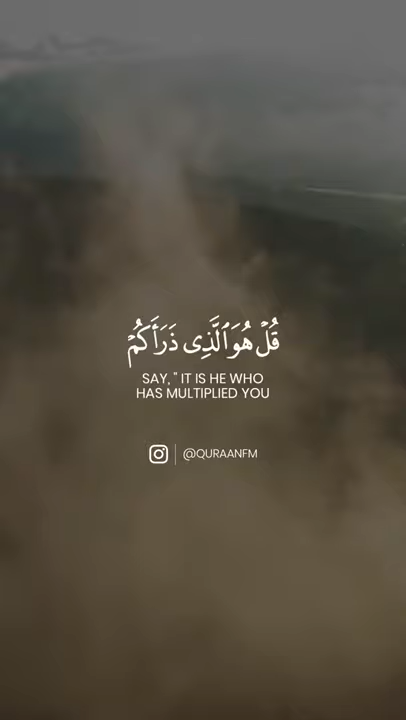 قُلْ هُوَ ٱلَّذِى ذَرَأَكُمْ
SAY, " IT IS HE WHO
HAS MULTIPLIED YOU
@QURAANFM